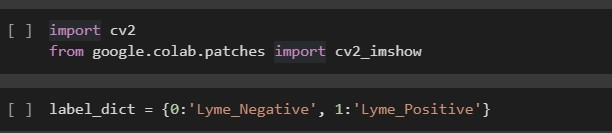 [ ] import cv2
from google.colab.patches import cv2_imshow
[ ] label_dict = {0:'Lyme_Negative', 1:'Lyme_Positive'}